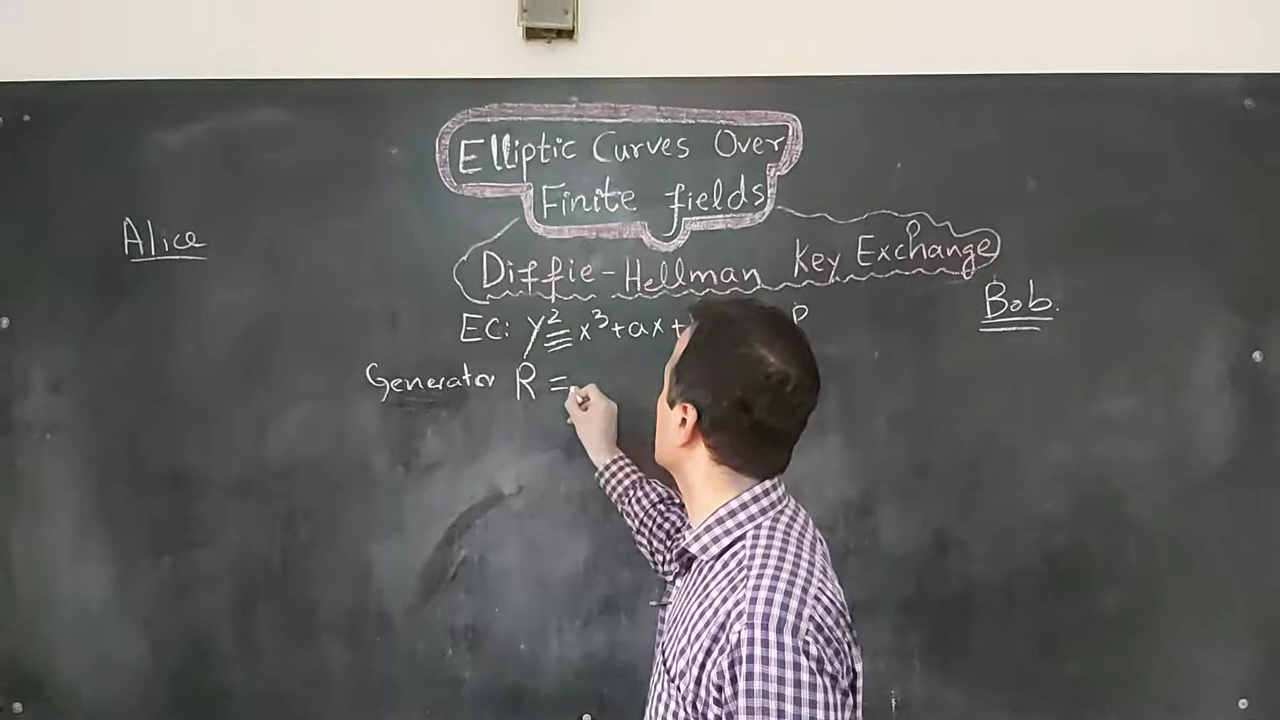 Elliptic Curves Over
Finite fields
Alice
Diffie-Hellman Key Exchange
Bob.
EC: y² ≡ x³+ax+ P
Generator R =